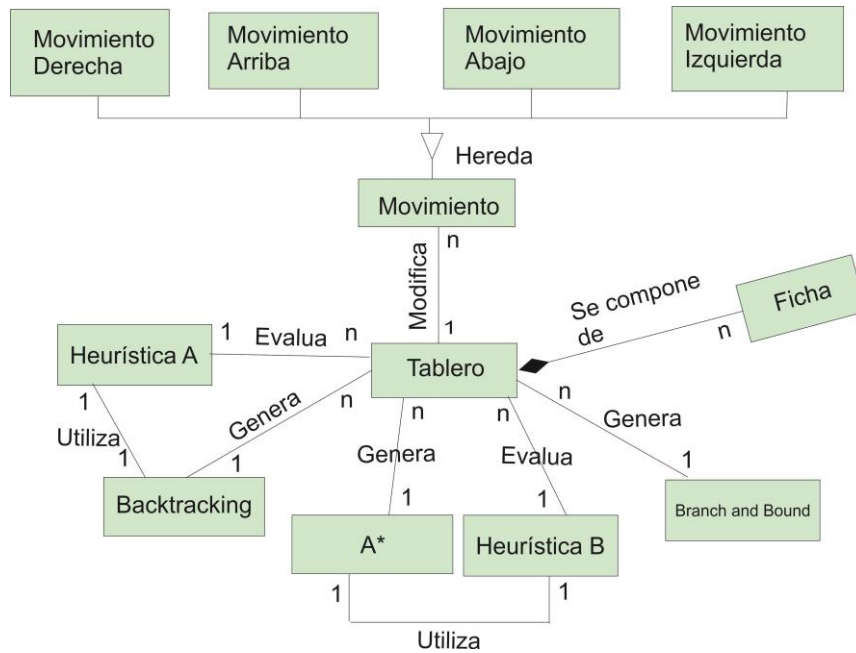 Movimiento
Derecha
Movimiento
Arriba
Movimiento
Abajo
Movimiento
Izquierda
Hereda
Movimiento
n
Modifica
1
Se compone
de
n
Ficha
1
Evalua
n
Heurística A
Tablero
1
Utiliza
1
Genera
n
1
n
Genera
1
n
Evalua
1
n
Genera
1
Backtracking
Branch and Bound
A*
Heurística B
1
1
Utiliza